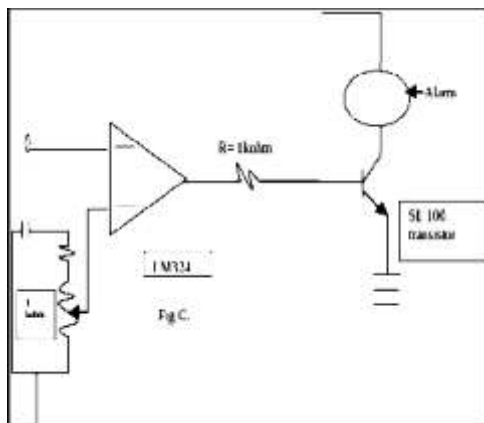 Alarm
R= 1kohm
SL 100
transistor
LM324
Fig C.